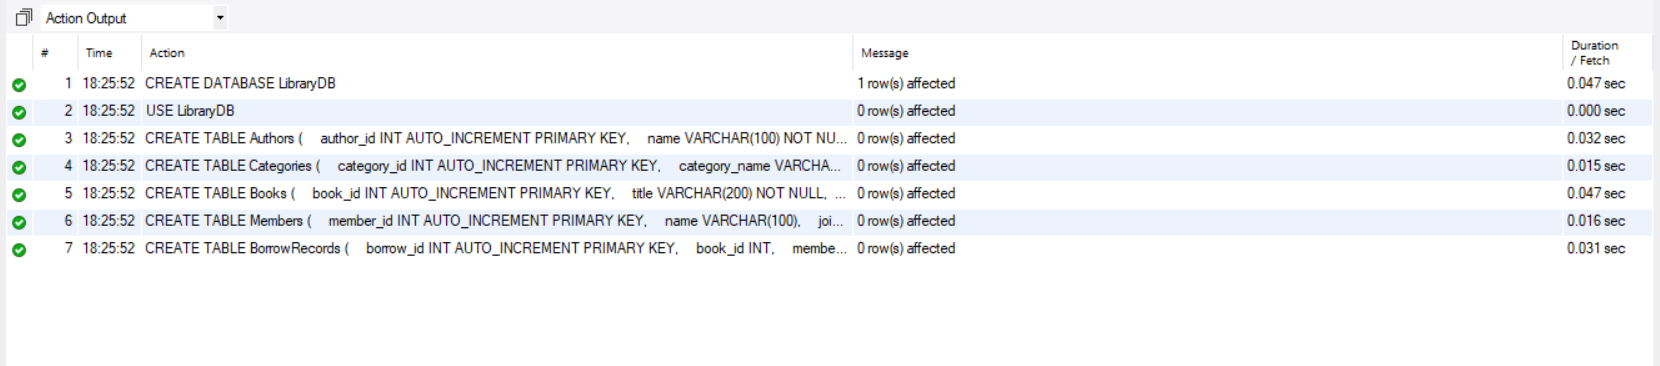 Action Output
# Time Action Message Duration / Fetch
1 18:25:52 CREATE DATABASE LibraryDB 1 row(s) affected 0.047 sec
2 18:25:52 USE LibraryDB 0 row(s) affected 0.000 sec
3 18:25:52 CREATE TABLE Authors ( author_id INT AUTO_INCREMENT PRIMARY KEY, name VARCHAR(100) NOT NU... 0 row(s) affected 0.032 sec
4 18:25:52 CREATE TABLE Categories ( category_id INT AUTO_INCREMENT PRIMARY KEY, category_name VARCHA... 0 row(s) affected 0.015 sec
5 18:25:52 CREATE TABLE Books ( book_id INT AUTO_INCREMENT PRIMARY KEY, title VARCHAR(200) NOT NULL, ... 0 row(s) affected 0.047 sec
6 18:25:52 CREATE TABLE Members ( member_id INT AUTO_INCREMENT PRIMARY KEY, name VARCHAR(100), joi... 0 row(s) affected 0.016 sec
7 18:25:52 CREATE TABLE BorrowRecords ( borrow_id INT AUTO_INCREMENT PRIMARY KEY, book_id INT, membe... 0 row(s) affected 0.031 sec